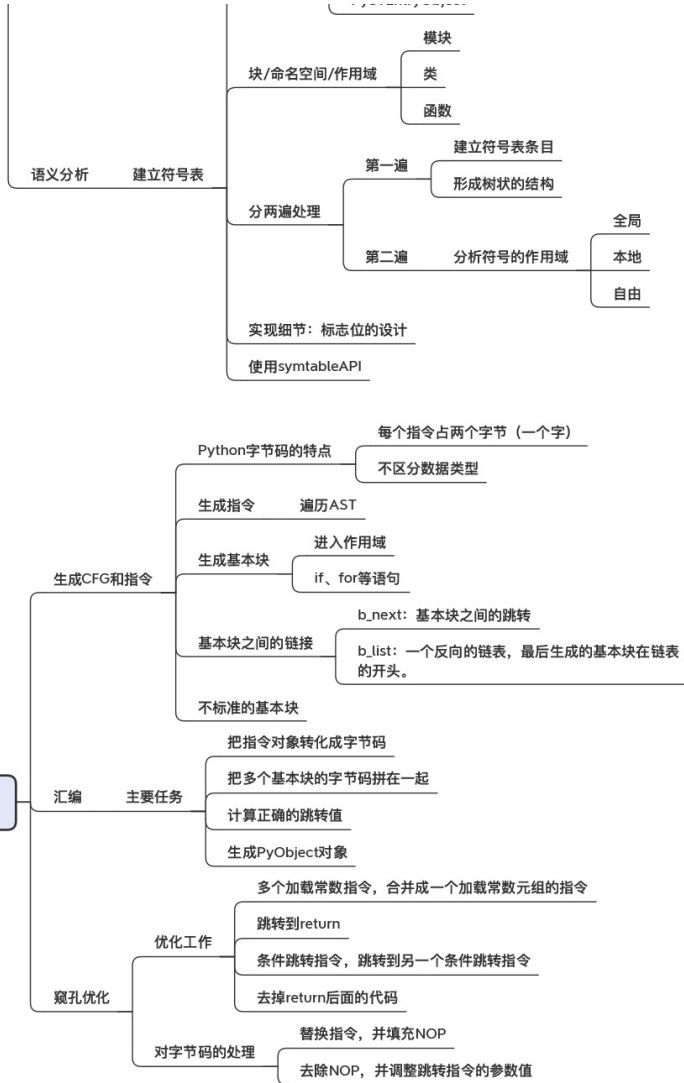 块/命名空间/作用域
模块
类
函数
语义分析
建立符号表
分两遍处理
第一遍
建立符号表条目
形成树状的结构
第二遍
分析符号的作用域
全局
本地
自由
实现细节：标志位的设计
使用symtableAPI
生成CFG和指令
Python字节码的特点
每个指令占两个字节（一个字）
不区分数据类型
生成指令
遍历AST
生成基本块
进入作用域
if、for等语句
基本块之间的链接
b_next：基本块之间的跳转
b_list：一个反向的链表，最后生成的基本块在链表
的开头。
不标准的基本块
汇编
主要任务
把指令对象转化成字节码
把多个基本块的字节码拼在一起
计算正确的跳转值
生成PyObject对象
窥孔优化
优化工作
多个加载常数指令，合并成一个加载常数元组的指令
跳转到return
条件跳转指令，跳转到另一个条件跳转指令
去掉return后面的代码
对字节码的处理
替换指令，并填充NOP
去除NOP，并调整跳转指令的参数值